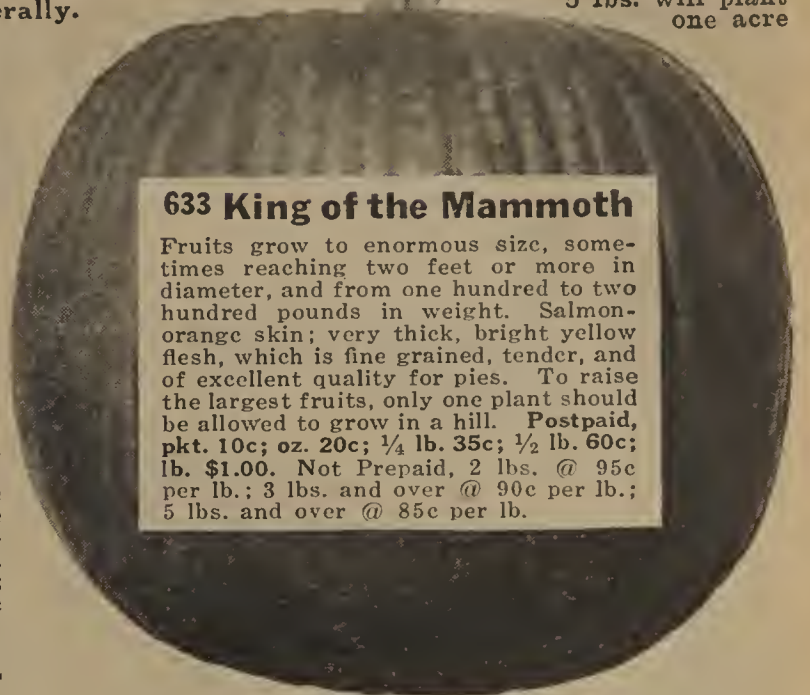 erally.
5 lbs. will plant
one acre
633 King of the Mammoth
Fruits grow to enormous size, some-
times reaching two feet or more in
diameter, and from one hundred to two
hundred pounds in weight. Salmon-
orange skin; very thick, bright yellow
flesh, which is fine grained, tender, and
of excellent quality for pies. To raise
the largest fruits, only one plant should
be allowed to grow in a hill. Postpaid,
pkt. 10c; oz. 20c; ¼ lb. 35c; ½ lb. 60c;
lb. $1.00. Not Prepaid, 2 lbs. @ 95c
per lb.; 3 lbs. and over @ 90c per lb.;
5 lbs. and over @ 85c per lb.